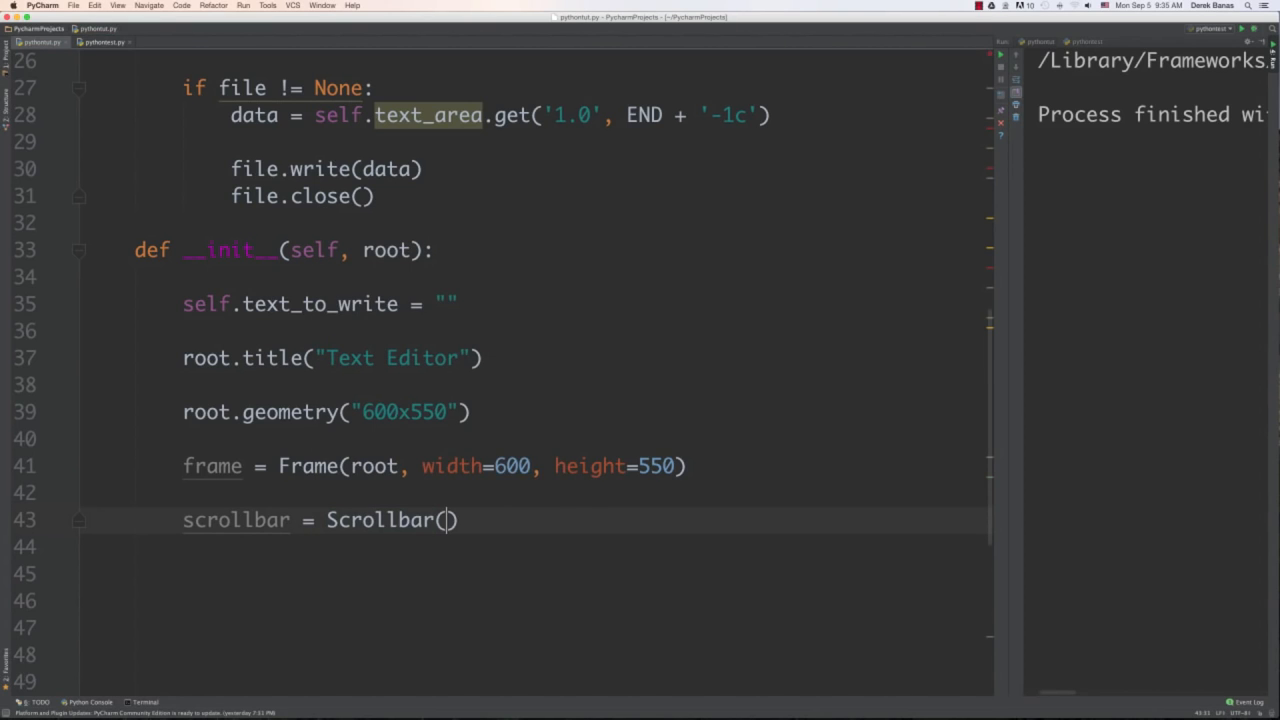 PyCharm File Edit View Navigate Code Refactor Run Tools VCS Window Help 10 Mon Sep 5 9:35 AM Derek Banas
pythontut.py - PycharmProjects - [~/PycharmProjects]
PycharmProjects pythontut.py pythontest
pythontut.py pythontest.py Run: pythontut pythontest
26
27 if file != None:
28 data = self.text_area.get('1.0', END + '-1c')
29
30 file.write(data)
31 file.close()
32
33 def __init__(self, root):
34
35 self.text_to_write = ""
36
37 root.title("Text Editor")
38
39 root.geometry("600x550")
40
41 frame = Frame(root, width=600, height=550)
42
43 scrollbar = Scrollbar()
44
45
46
47
48
49
/Library/Frameworks
Process finished wi
1: Project
7: Structure
2: Favorites
Run
6: TODO Python Console Terminal Event Log
Platform and Plugin Updates: PyCharm Community Edition is ready to update. (yesterday 7:51 PM) 43:31 LF: UTF-8: